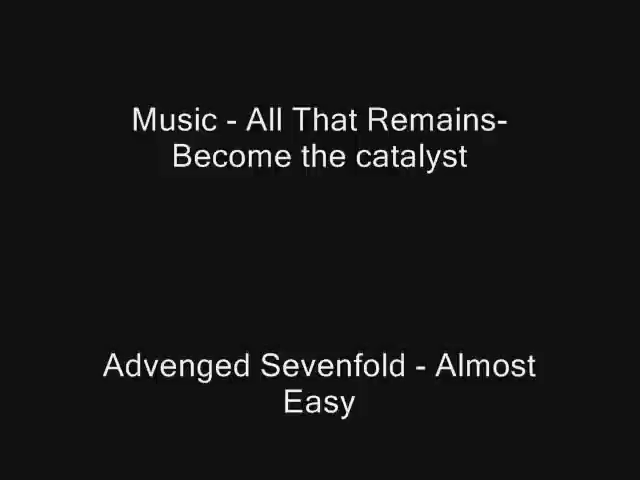 Music - All That Remains-
Become the catalyst
Advenged Sevenfold - Almost
Easy